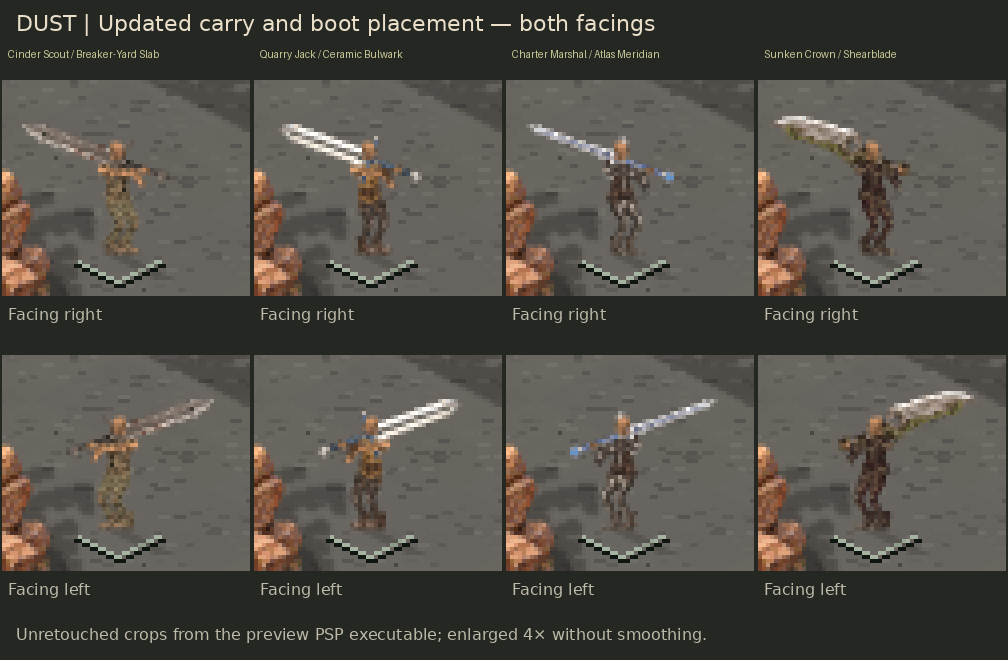 DUST | Updated carry and boot placement — both facings
Cinder Scout / Breaker-Yard Slab
Quarry Jack / Ceramic Bulwark
Charter Marshal / Atlas Meridian
Sunken Crown / Shearblade
Facing right
Facing right
Facing right
Facing right
Facing left
Facing left
Facing left
Facing left
Unretouched crops from the preview PSP executable; enlarged 4× without smoothing.